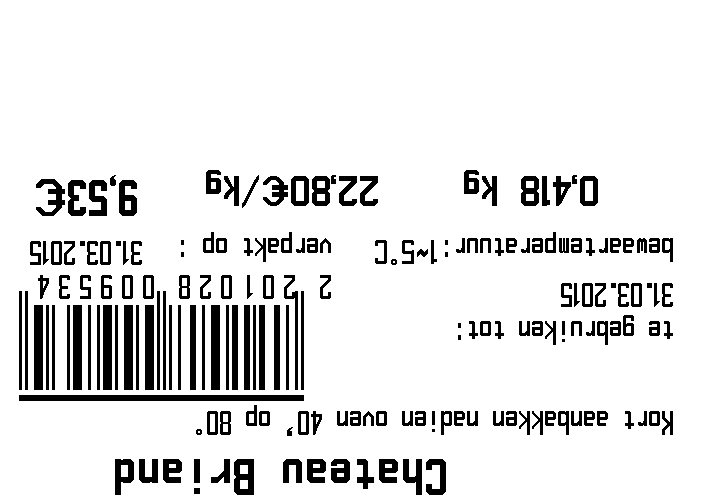 Chateau Briand
Kort aanbakken nadien oven 40' op 80°
te gebruiken tot:
31.03.2015
2 201028 009534
bewaartemperatuur:1~5°C verpakt op : 31.03.2015
0,418 kg 22,80€/kg 9,53€